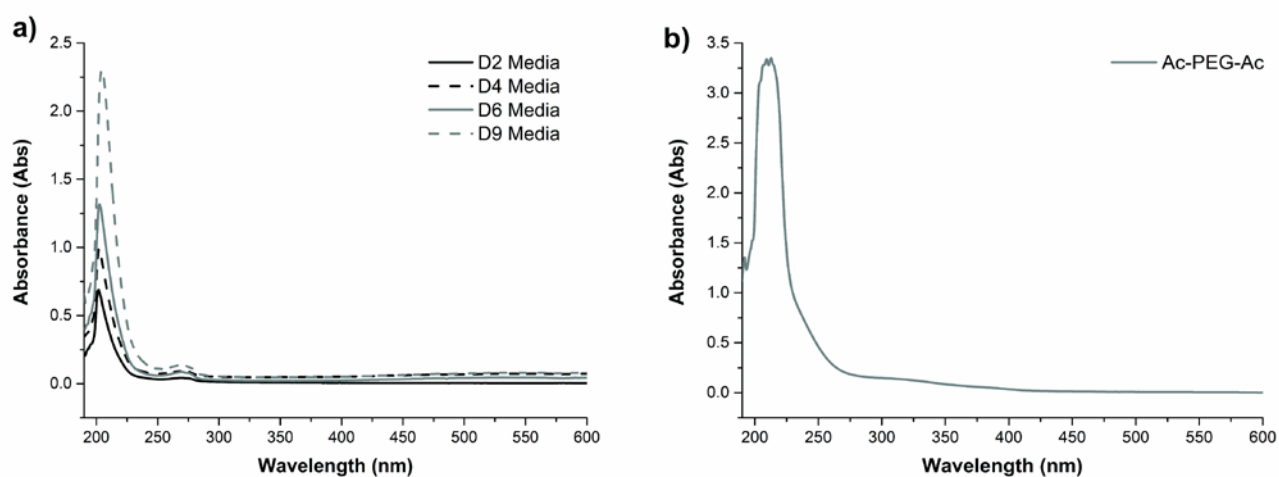 a)
2.5
2.0
1.5
1.0
0.5
0.0
Absorbance (Abs)
D2 Media
D4 Media
D6 Media
D9 Media
200 250 300 350 400 450 500 550 600
Wavelength (nm)
b)
3.5
3.0
2.5
3.0
1.5
1.0
0.5
0.0
Absorbance (Abs)
Ac-PEG-Ac
200 250 300 350 400 450 500 550 600
Wavelength (nm)